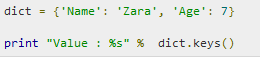 dict = {'Name': 'Zara', 'Age': 7}
print "Value : %s" %  dict.keys()